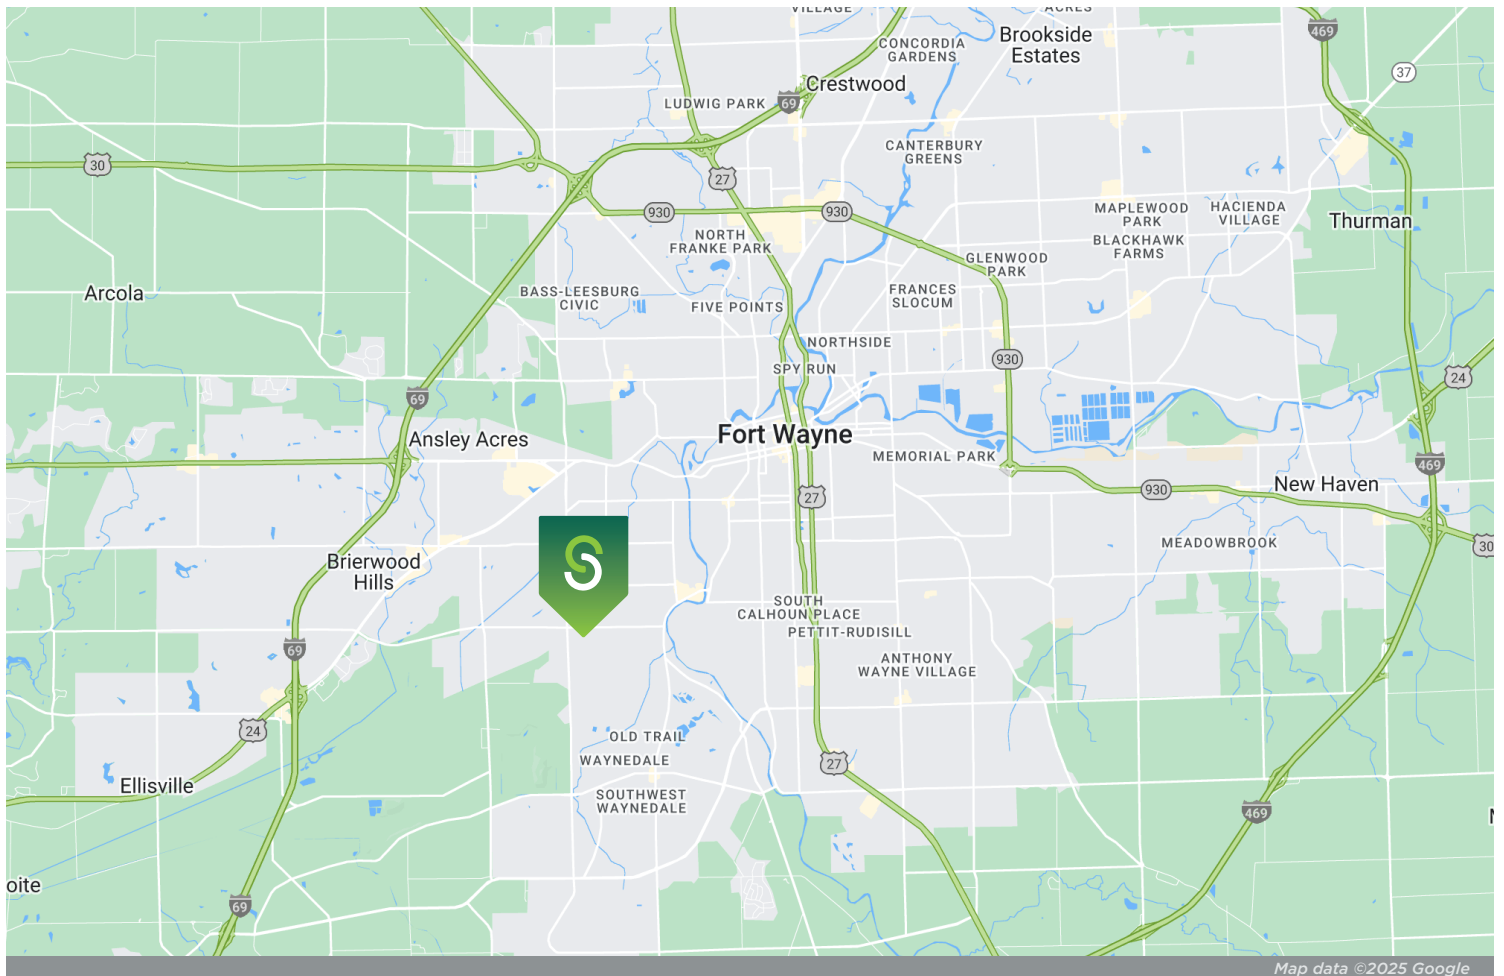 VILLAGE
ACRES
469
Brookside
Estates
CONCORDIA
GARDENS
37
Crestwood
LUDWIG PARK
69
CANTERBURY
GREENS
30
27
930
930
MAPLEWOOD
PARK
HACIENDA
VILLAGE
Thurman
NORTH
FRANKE PARK
BLACKHAWK
FARMS
GLENWOOD
PARK
Arcola
BASS-LEESBURG
CIVIC
FIVE POINTS
FRANCES
SLOCUM
NORTHSIDE
930
SPY RUN
24
69
Ansley Acres
Fort Wayne
MEMORIAL PARK
469
27
930
New Haven
MEADOWBROOK
30
Brierwood
Hills
S
SOUTH
CALHOUN PLACE
PETTIT-RUDISILL
69
ANTHONY
WAYNE VILLAGE
24
OLD TRAIL
WAYNEDALE
27
Ellisville
SOUTHWEST
WAYNEDALE
469
oite
69
Map data ©2025 Google